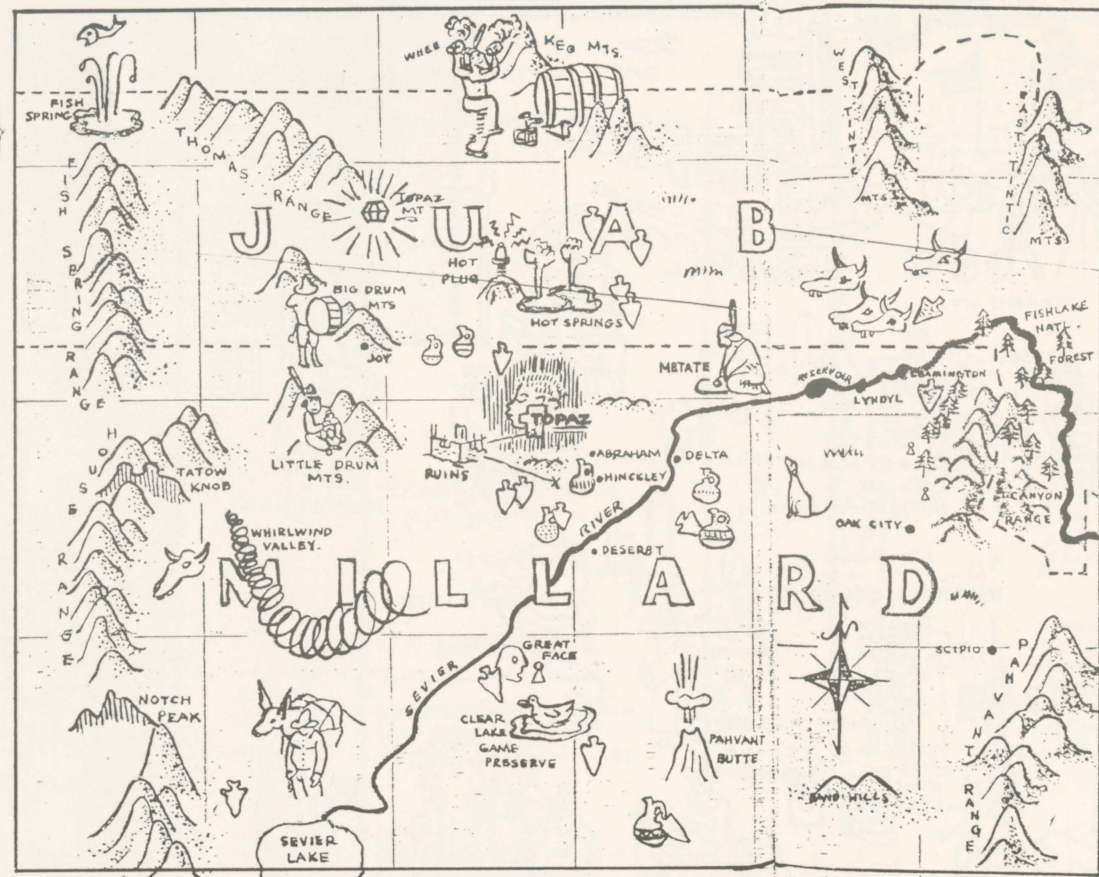 WHEE
KEG MTS.
WEST TINTIC
MTS
EAST TINTIC
MTS.
FISH
SPRING
THOMAS RANGE
TOPAZ
MT
FISH SPRING RANGE
JUAB
HOT
PLUG
HOT SPRINGS
BIG DRUM
MTS
JOY
METATE
FISHLAKE
NAT'L
FOREST
RESERVOIR
LEAMINGTON
LYNDYL
TOPAZ
RUINS
LITTLE DRUM
MTS.
HOUSE RANGE
TATOW
KNOB
ABRAHAM
HINCKLEY
DELTA
CANYON
RANGE
OAK CITY
WHIRLWIND
VALLEY.
RIVER
DESERET
MILLARD
N
SCIPIO
GREAT
FACE
SEVIER
NOTCH
PEAK
CLEAR
LAKE
GAME
PRESERVE
PAHVANT
BUTTE
PAHVANT RANGE
SAND HILLS
SEVIER
LAKE